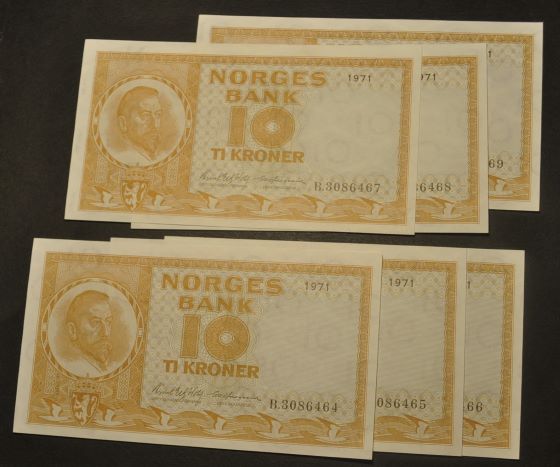 NORGES
BANK
10
TI KRONER
1971
B.3086467
1971
6468
69
NORGES
BANK
10
TI KRONER
1971
B.3086464
1971
086465
1
66